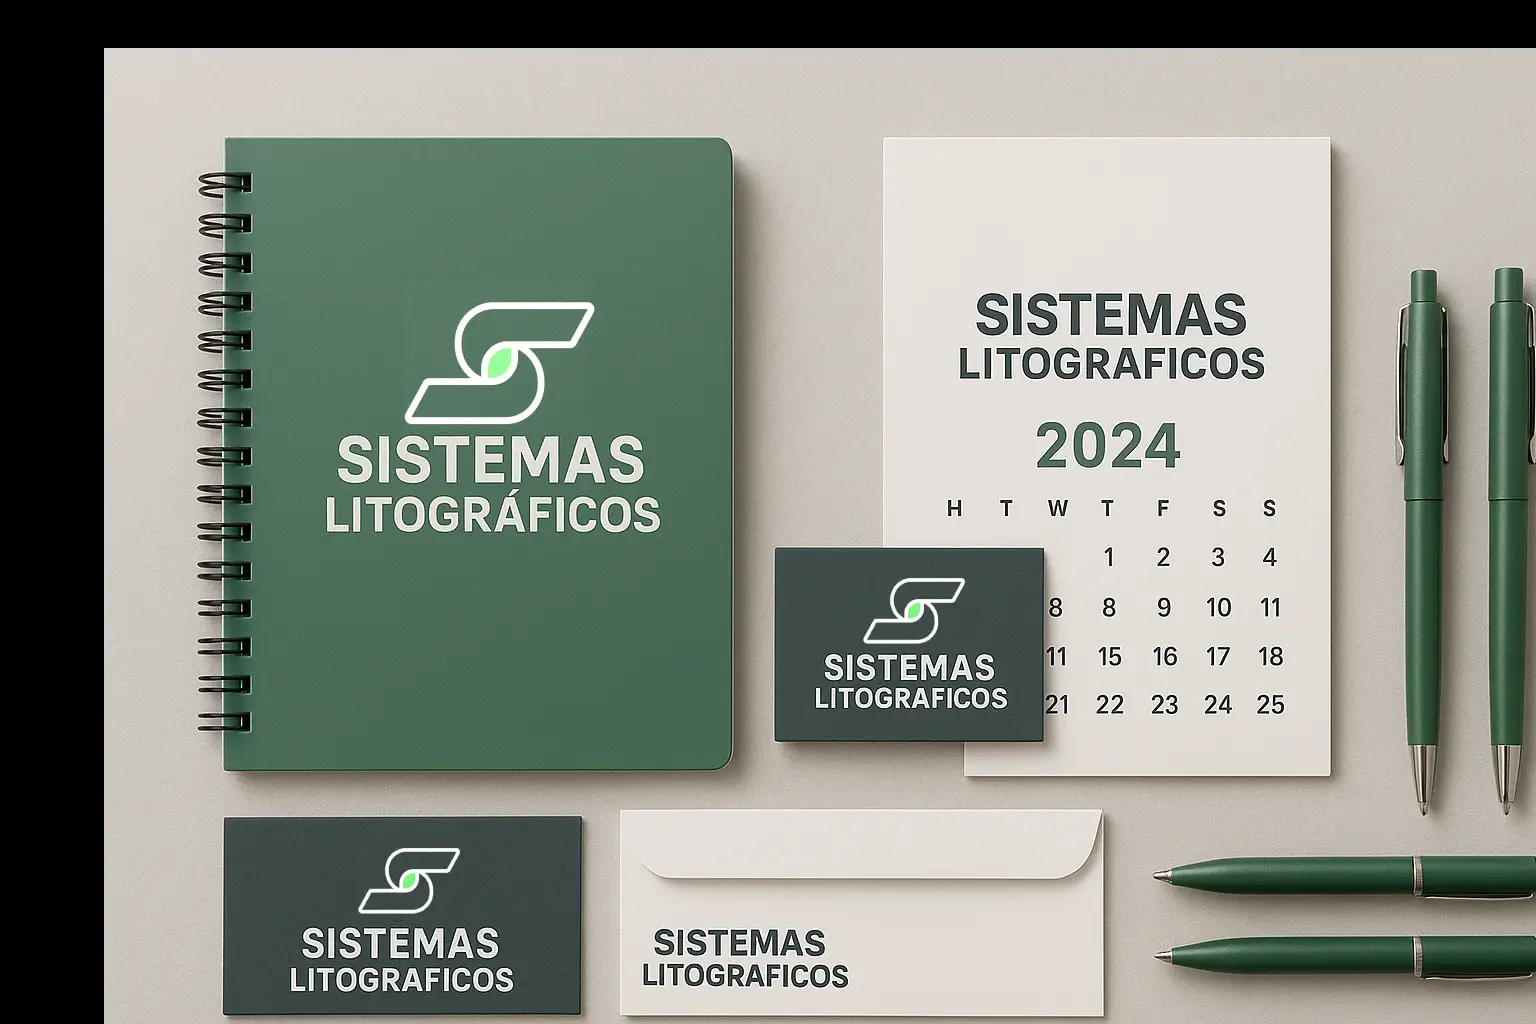 SISTEMAS
LITOGRÁFICOS
SISTEMAS
LITOGRAFICOS
2024
H T W T F S S
1 2 3 4
8 8 9 10 11
11 15 16 17 18
21 22 23 24 25
SISTEMAS
LITOGRAFICOS
SISTEMAS
LITOGRAFICOS
SISTEMAS
LITOGRAFICOS